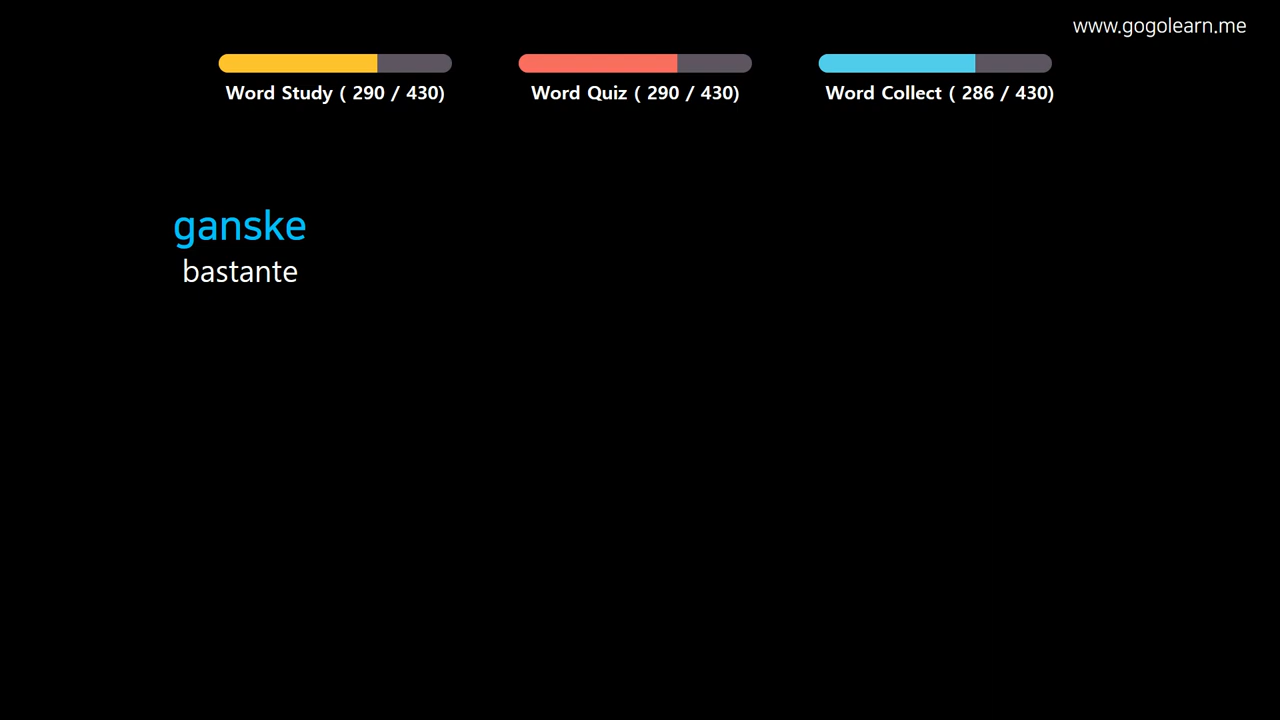 www.gogolearn.me
Word Study ( 290 / 430)
Word Quiz ( 290 / 430)
Word Collect ( 286 / 430)
ganske
bastante